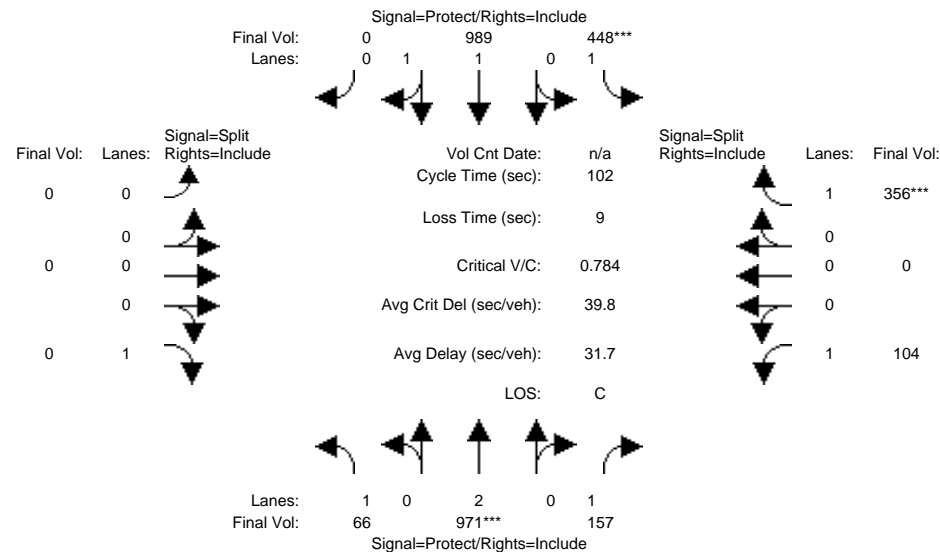 Signal=Protect/Rights=Include
Final Vol: 0 989 448***
Lanes: 0 1 1 0 1
Signal=Split
Final Vol: Lanes: Rights=Include
Vol Cnt Date: n/a
Signal=Split
Rights=Include Lanes: Final Vol:
Cycle Time (sec): 102
0 0
1 356***
Loss Time (sec): 9
0
0
0 0
Critical V/C: 0.784
0 0
0
Avg Crit Del (sec/veh): 39.8
0
0 1
Avg Delay (sec/veh): 31.7
1 104
LOS: C
Lanes: 1 0 2 0 1
Final Vol: 66 971*** 157
Signal=Protect/Rights=Include